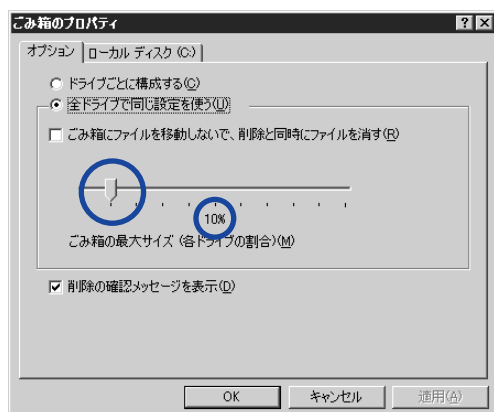 ごみ箱のプロパティ
オプション ローカル ディスク (C:)
ドライブごとに構成する(C)
全ドライブで同じ設定を使う(U)
ごみ箱にファイルを移動しないで、削除と同時にファイルを消す(R)
10%
ごみ箱の最大サイズ (各ドライブの割合)(M)
削除の確認メッセージを表示(D)
OK キャンセル 適用(A)